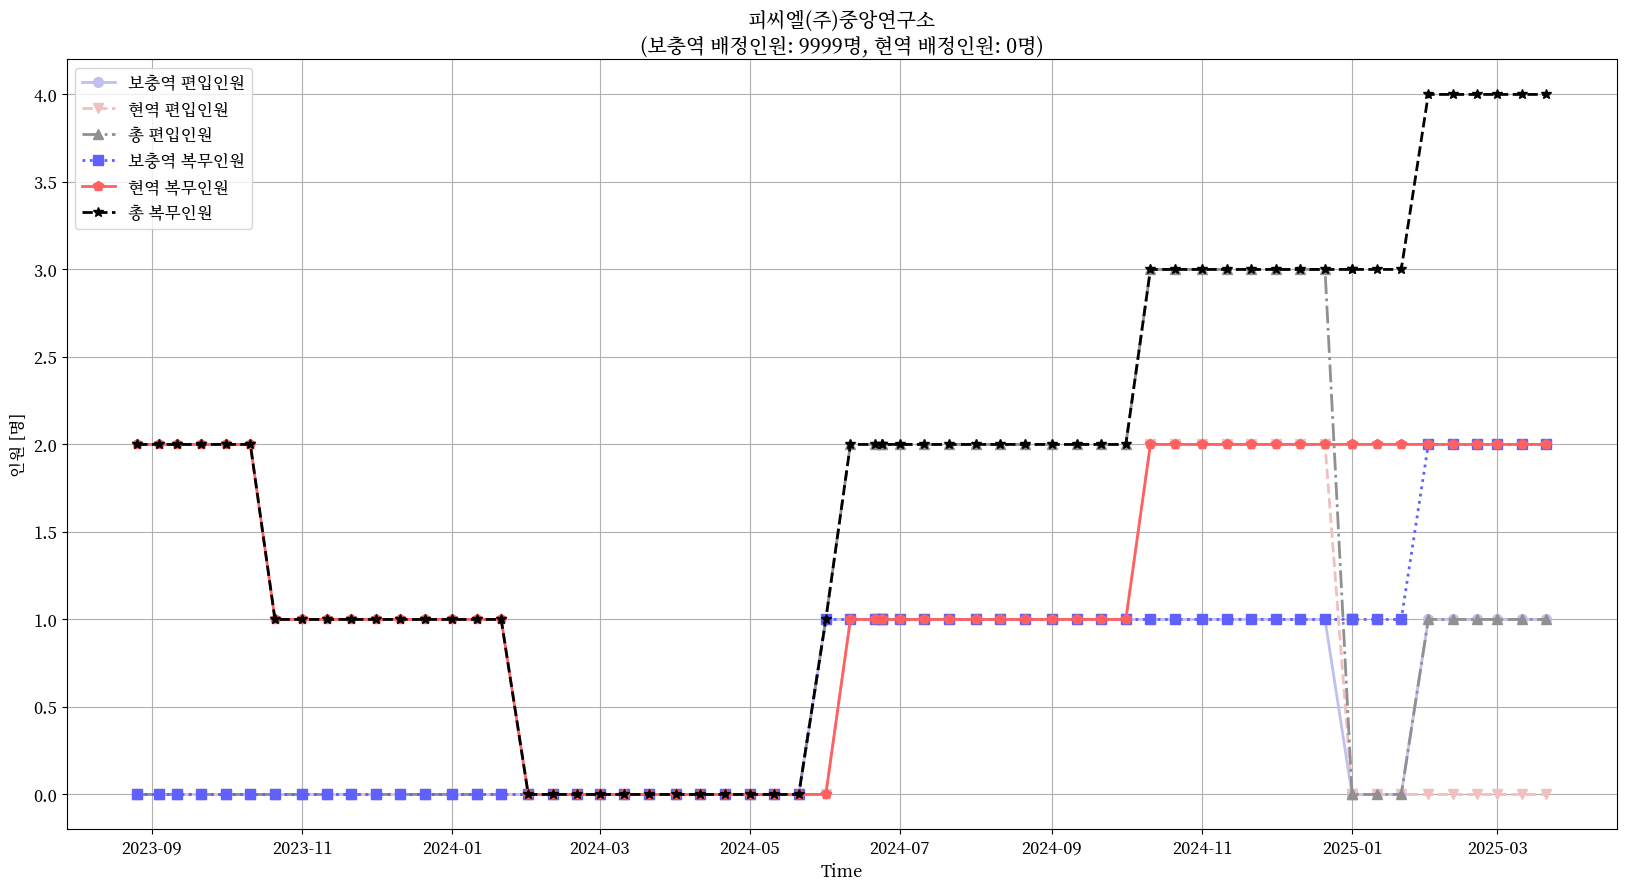 피씨엘(주)중앙연구소
(보충역 배정인원: 9999명, 현역 배정인원: 0명)
보충역 편입인원
현역 편입인원
총 편입인원
보충역 복무인원
현역 복무인원
총 복무인원
인원 [명]
4.0
3.5
3.0
2.5
2.0
1.5
1.0
0.5
0.0
2023-09
2023-11
2024-01
2024-03
2024-05
2024-07
2024-09
2024-11
2025-01
2025-03
Time